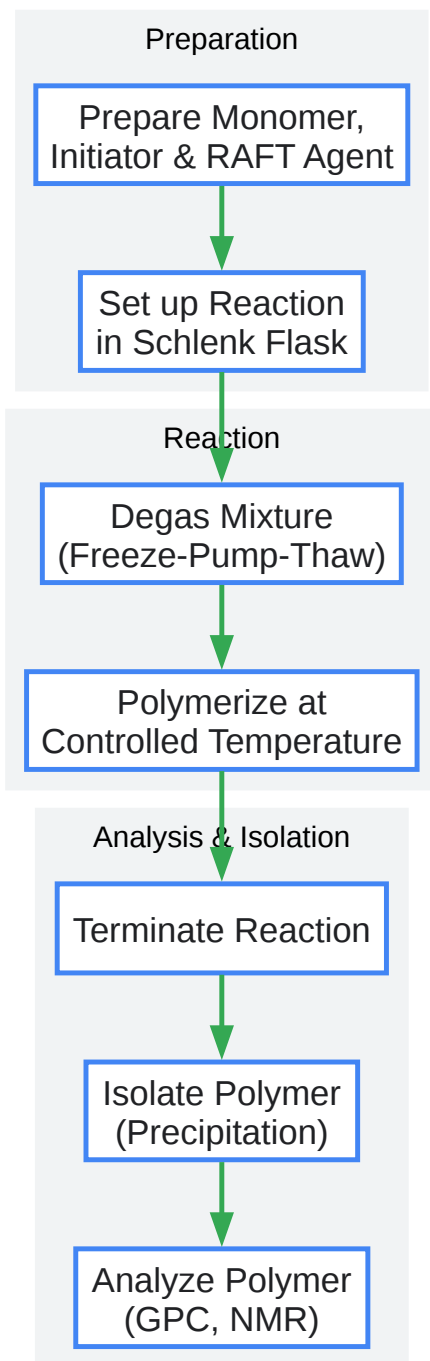 Preparation
Prepare Monomer,
Initiator & RAFT Agent
Set up Reaction
in Schlenk Flask
Reaction
Degas Mixture
(Freeze-Pump-Thaw)
Polymerize at
Controlled Temperature
Analysis & Isolation
Terminate Reaction
Isolate Polymer
(Precipitation)
Analyze Polymer
(GPC, NMR)